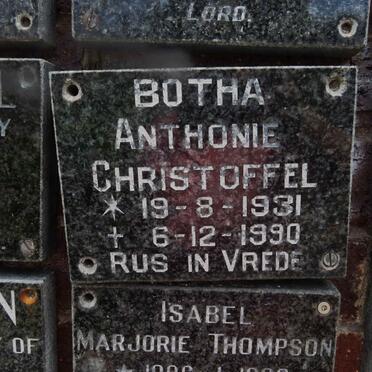 LORD.
BOTHA
ANTHONIE
CHRISTOFFEL
* 19-8-1931
+ 6-12-1990
RUS IN VREDE
OF
ISABEL
MARJORIE THOMPSON